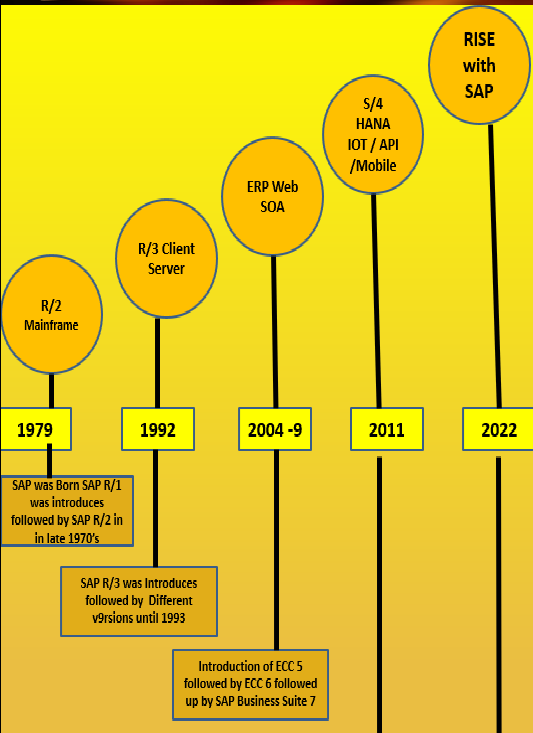 RISE
with
SAP
S/4
HANA
IOT / API
/Mobile
ERP Web
SOA
R/3 Client
Server
R/2
Mainframe
1979
1992
2004 -9
2011
2022
SAP was Born SAP R/1
was introduces
followed by SAP R/2 in
in late 1970's
SAP R/3 was Introduces
followed by Different
v9rsions until 1993
Introduction of ECC 5
followed by ECC 6 followed
up by SAP Business Suite 7